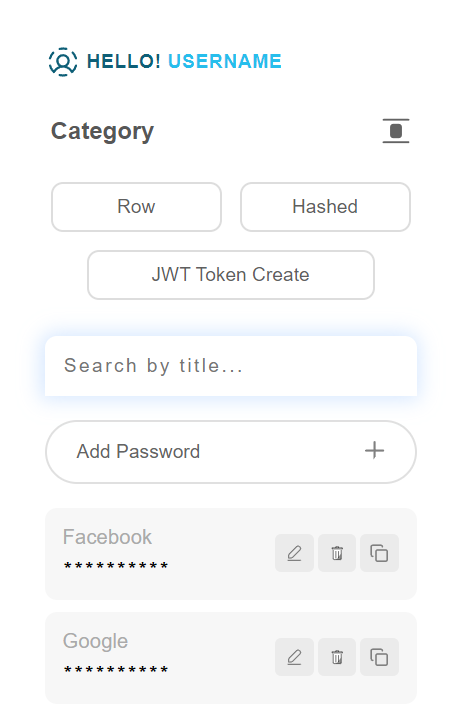 HELLO! USERNAME
Category
Row Hashed
JWT Token Create
Search by title...
Add Password
Facebook
**********
Google
**********